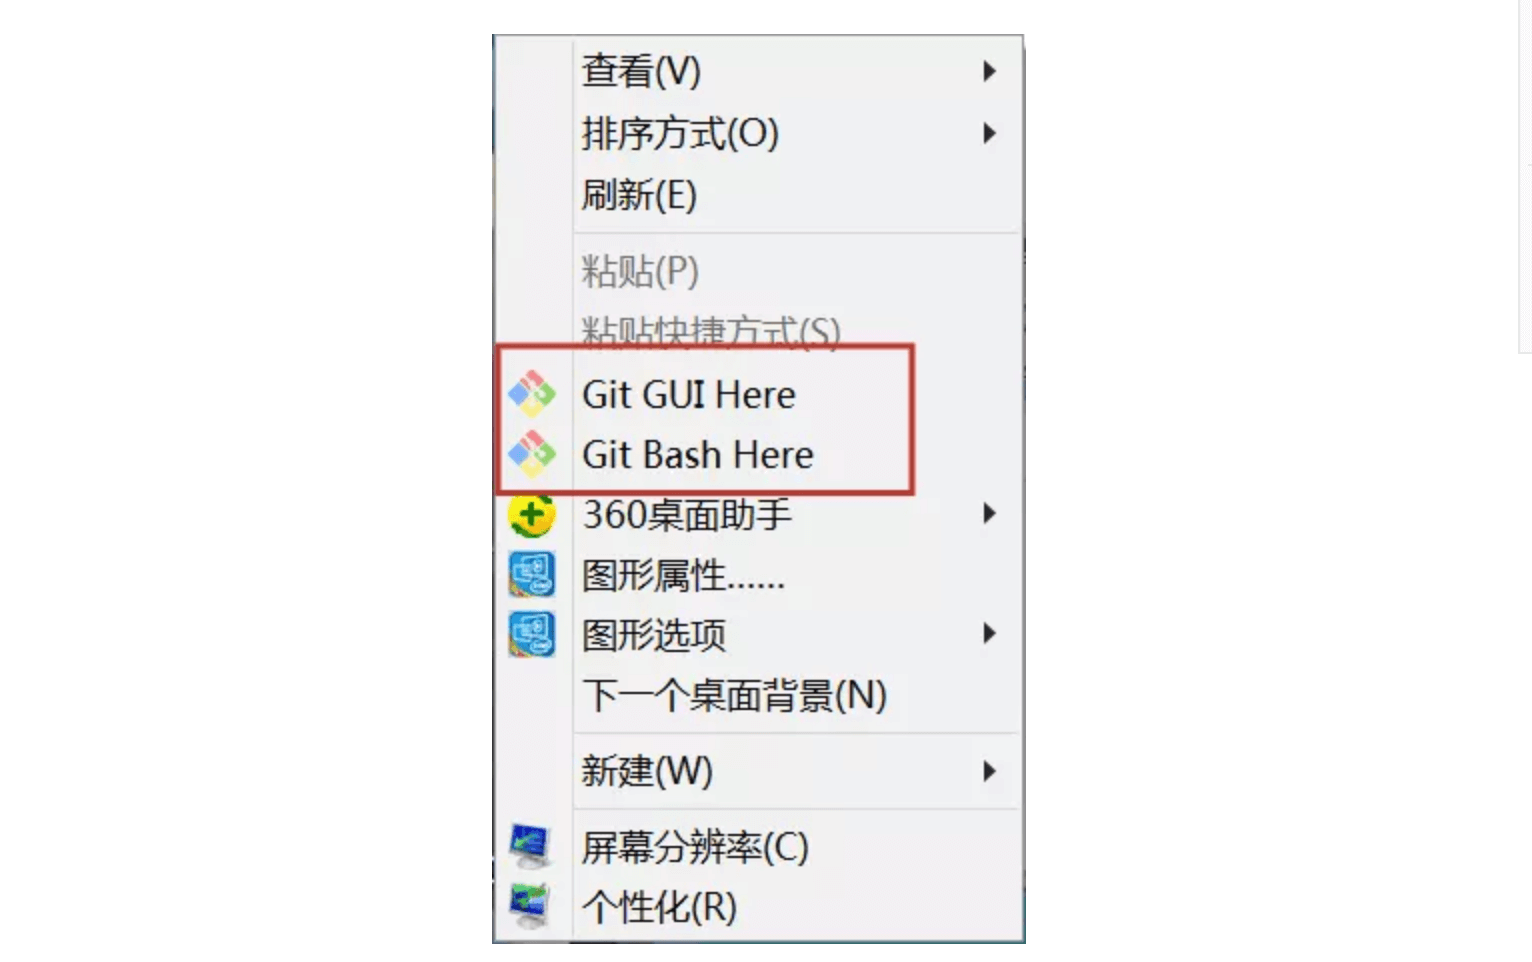 查看(V)
排序方式(O)
刷新(E)
粘贴(P)
粘贴快捷方式(S)
Git GUI Here
Git Bash Here
360桌面助手
图形属性......
图形选项
下一个桌面背景(N)
新建(W)
屏幕分辨率(C)
个性化(R)